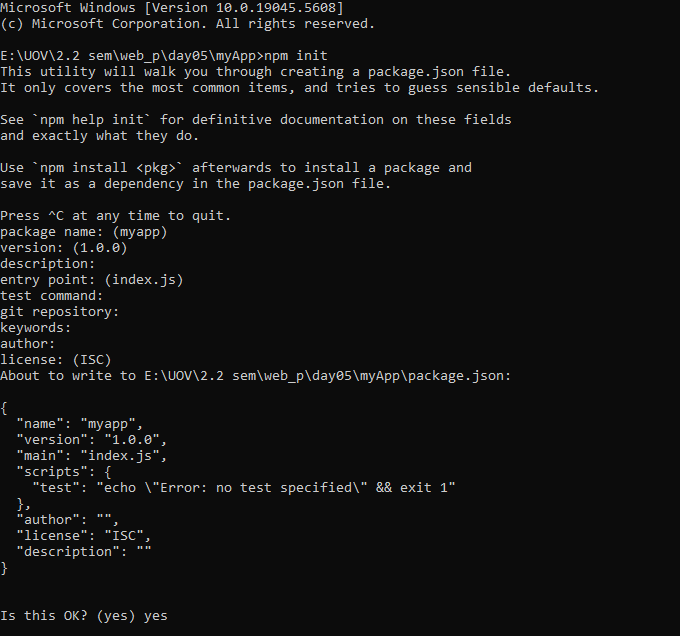 Microsoft Windows [Version 10.0.19045.5608]
(c) Microsoft Corporation. All rights reserved.
E:\UOV\2.2 sem\web_p\day05\myApp>npm init
This utility will walk you through creating a package.json file.
It only covers the most common items, and tries to guess sensible defaults.
See `npm help init` for definitive documentation on these fields
and exactly what they do.
Use `npm install <pkg>` afterwards to install a package and
save it as a dependency in the package.json file.
Press ^C at any time to quit.
package name: (myapp)
version: (1.0.0)
description:
entry point: (index.js)
test command:
git repository:
keywords:
author:
license: (ISC)
About to write to E:\UOV\2.2 sem\web_p\day05\myApp\package.json:
{
  "name": "myapp",
  "version": "1.0.0",
  "main": "index.js",
  "scripts": {
    "test": "echo \"Error: no test specified\" && exit 1"
  },
  "author": "",
  "license": "ISC",
  "description": ""
}
Is this OK? (yes) yes